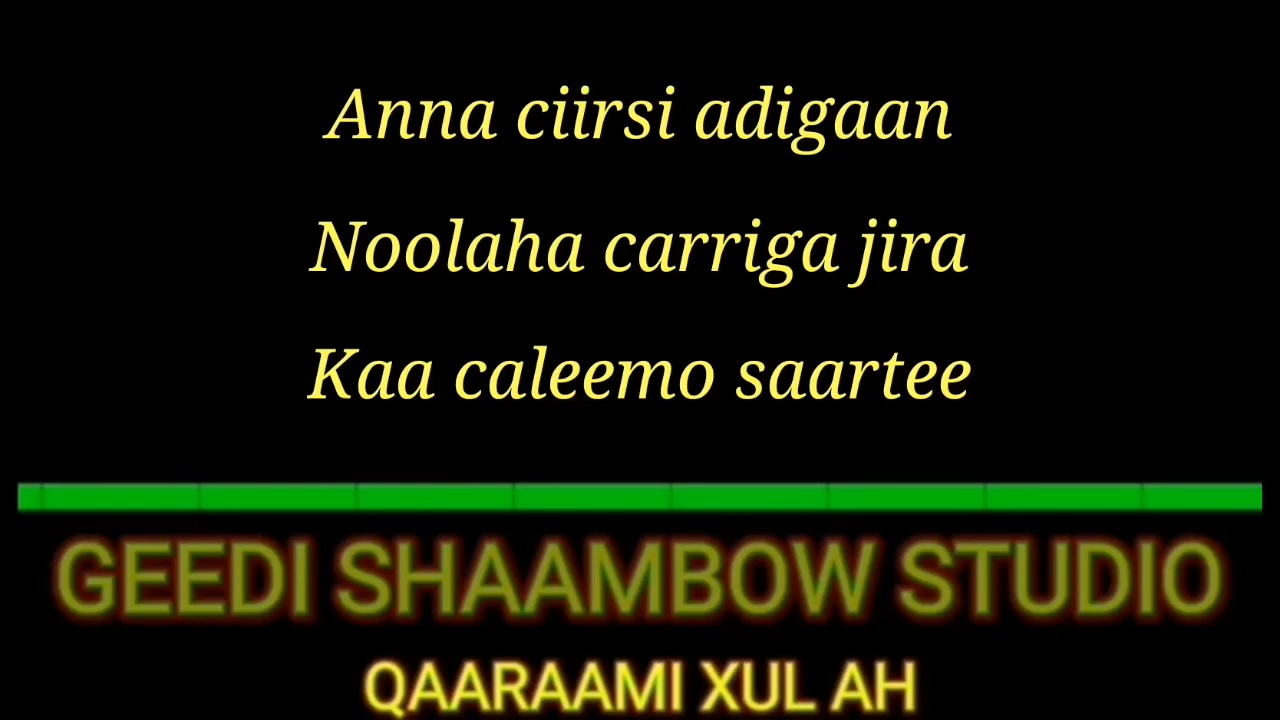 Anna ciirsi adigaan
Noolaha carriga jira
Kaa caleemo saartee
GEEDI SHAAMBOW STUDIO
QAARAAMI XUL AH